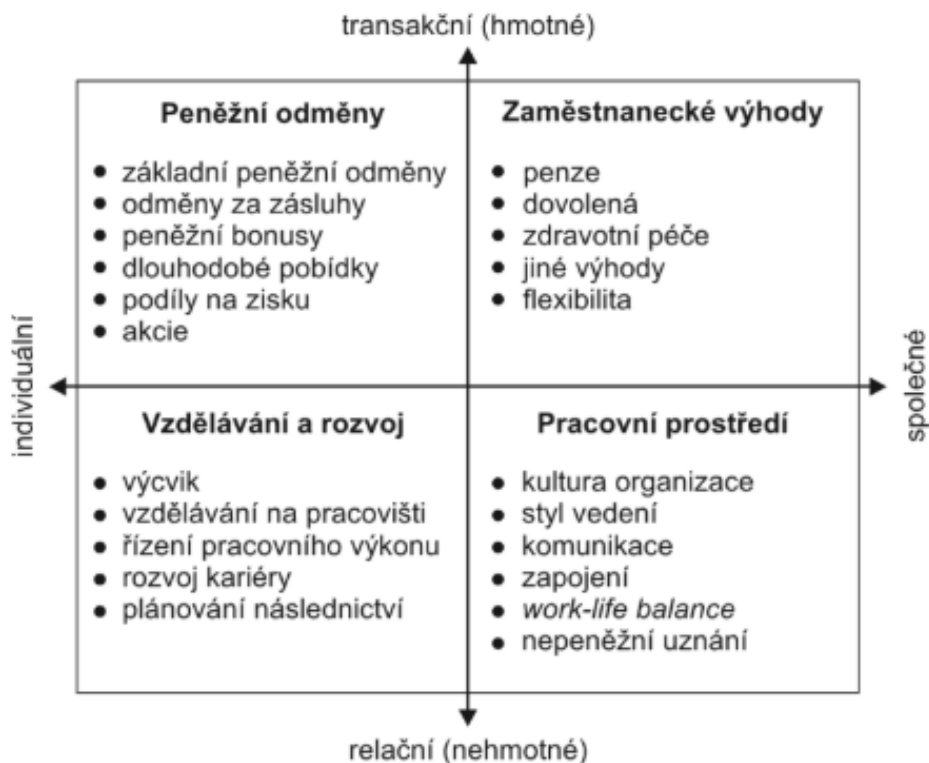 transakční (hmotné)
Peněžní odměny
• základní peněžní odměny
• odměny za zásluhy
• peněžní bonusy
• dlouhodobé pobídky
• podíly na zisku
• akcie
Zaměstnanecké výhody
• penze
• dovolená
• zdravotní péče
• jiné výhody
• flexibilita
individuální
společné
Vzdělávání a rozvoj
• výcvik
• vzdělávání na pracovišti
• řízení pracovního výkonu
• rozvoj kariéry
• plánování následnictví
Pracovní prostředí
• kultura organizace
• styl vedení
• komunikace
• zapojení
• work-life balance
• nepeněžní uznání
relační (nehmotné)